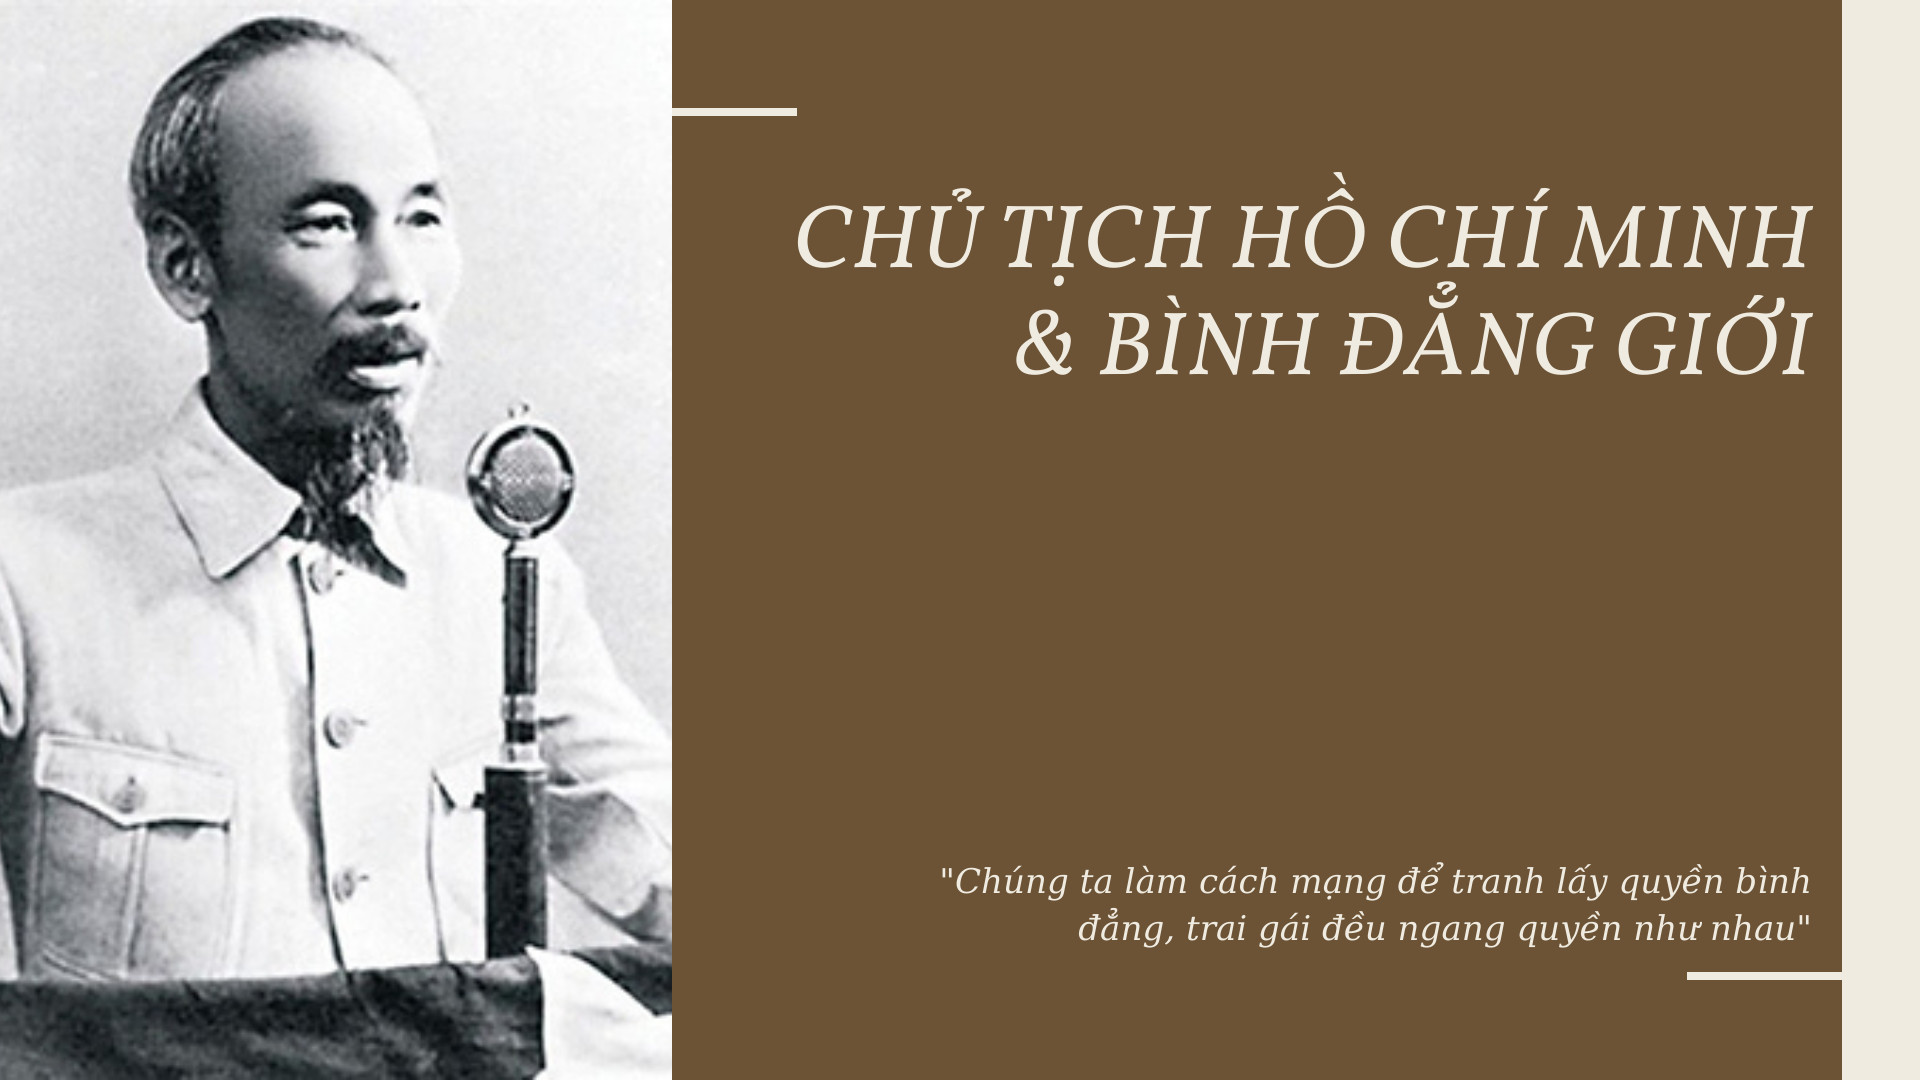 CHỦ TỊCH HỒ CHÍ MINH
& BÌNH ĐẲNG GIỚI
"Chúng ta làm cách mạng để tranh lấy quyền bình
đẳng, trai gái đều ngang quyền như nhau"